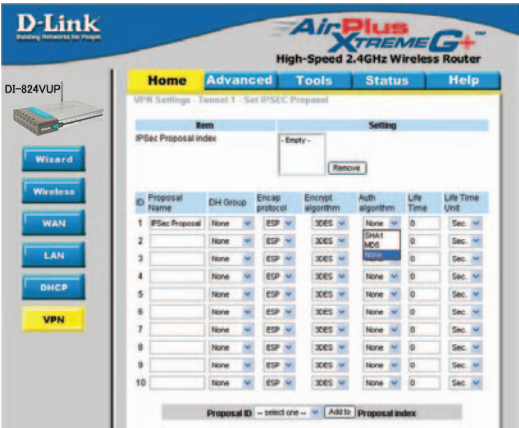 D-Link
Building Networks for People
AirPlus
XTREME G+™
High-Speed 2.4GHz Wireless Router
DI-824VUP
Home Advanced Tools Status Help
VPN Settings - Tunnel 1 - Set IPSEC Proposal
Item Setting
IPSec Proposal index - Empty -
Remove
ID Proposal Name DH Group Encap protocol Encrypt algorithm Auth algorithm Life Time Life Time Unit
1 IPSec Proposal None ESP 3DES None 0 Sec.
SHA1
MD5
None
2 None ESP 3DES 0 Sec.
3 None ESP 3DES None 0 Sec.
4 None ESP 3DES None 0 Sec.
5 None ESP 3DES None 0 Sec.
6 None ESP 3DES None 0 Sec.
7 None ESP 3DES None 0 Sec.
8 None ESP 3DES None 0 Sec.
9 None ESP 3DES None 0 Sec.
10 None ESP 3DES None 0 Sec.
Proposal ID -- select one -- Add to Proposal index
Wizard
Wireless
WAN
LAN
DHCP
VPN